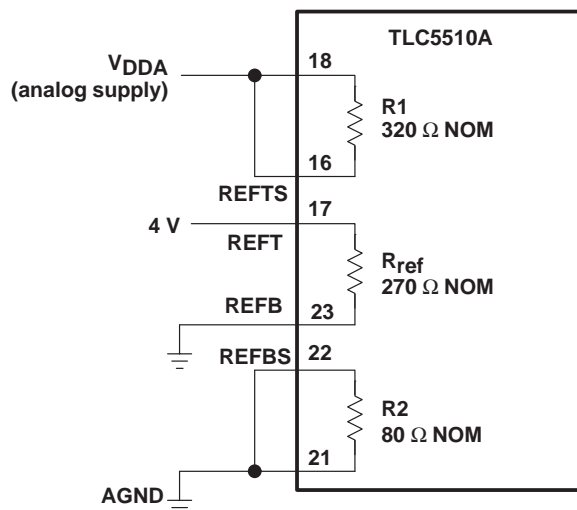 TLC5510A
VDDA
(analog supply)
18
R1
320 Ω NOM
16
REFTS
17
4 V
REFT
Rref
270 Ω NOM
REFB
23
22
REFBS
R2
80 Ω NOM
21
AGND